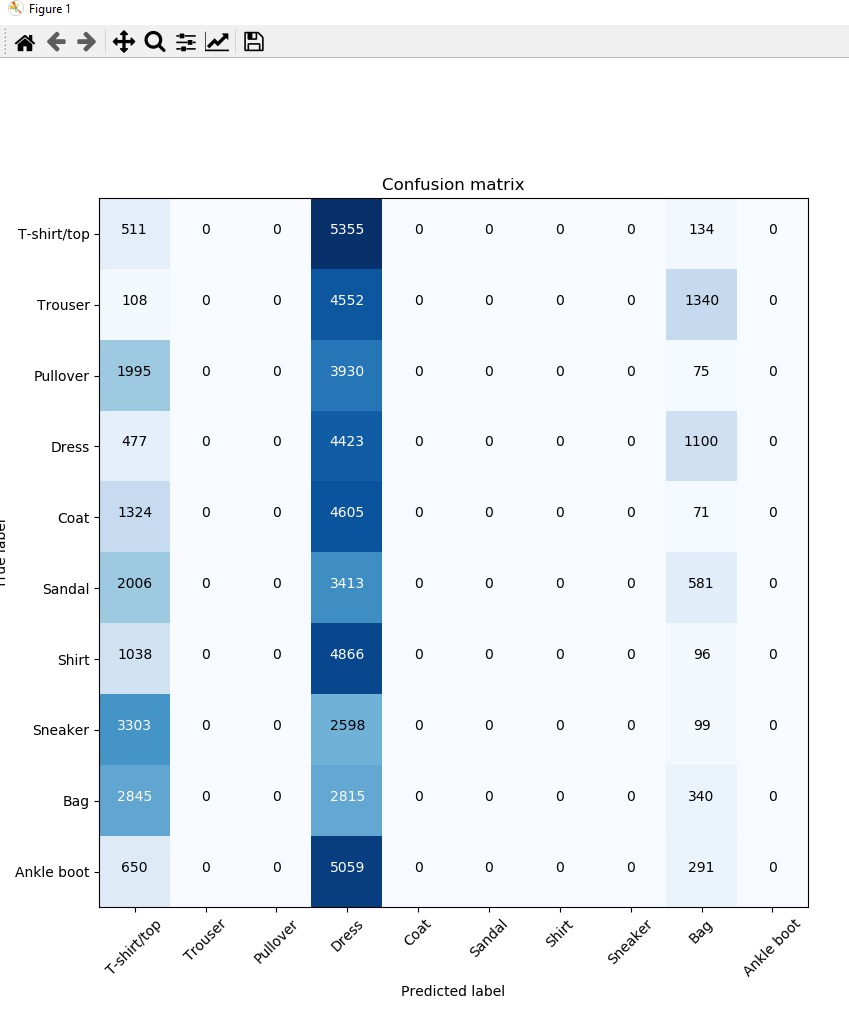 Figure 1
Confusion matrix
T-shirt/top 511 0 0 5355 0 0 0 0 134 0
Trouser 108 0 0 4552 0 0 0 0 1340 0
Pullover 1995 0 0 3930 0 0 0 0 75 0
Dress 477 0 0 4423 0 0 0 0 1100 0
Coat 1324 0 0 4605 0 0 0 0 71 0
Sandal 2006 0 0 3413 0 0 0 0 581 0
Shirt 1038 0 0 4866 0 0 0 0 96 0
Sneaker 3303 0 0 2598 0 0 0 0 99 0
Bag 2845 0 0 2815 0 0 0 0 340 0
Ankle boot 650 0 0 5059 0 0 0 0 291 0
T-shirt/top Trouser Pullover Dress Coat Sandal Shirt Sneaker Bag Ankle boot
Predicted label